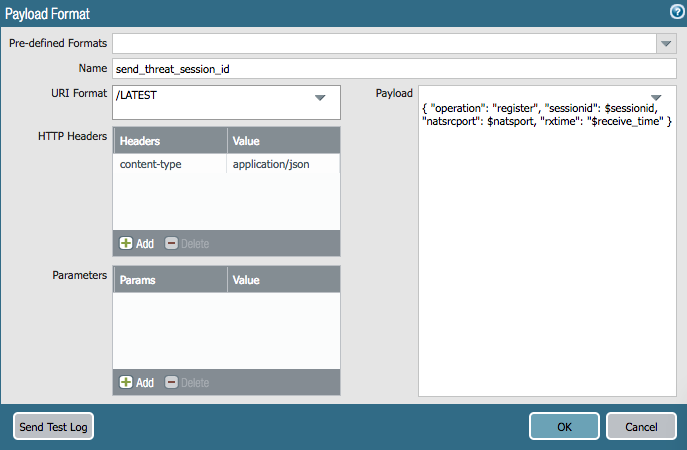 Payload Format
Pre-defined Formats
Name send_threat_session_id
URI Format /LATEST
Payload
{ "operation": "register", "sessionid": $sessionid,
"natsrcport": $natsport, "rxtime": "$receive_time" }
HTTP Headers
Headers Value
content-type application/json
Add Delete
Parameters
Params Value
Add Delete
Send Test Log OK Cancel